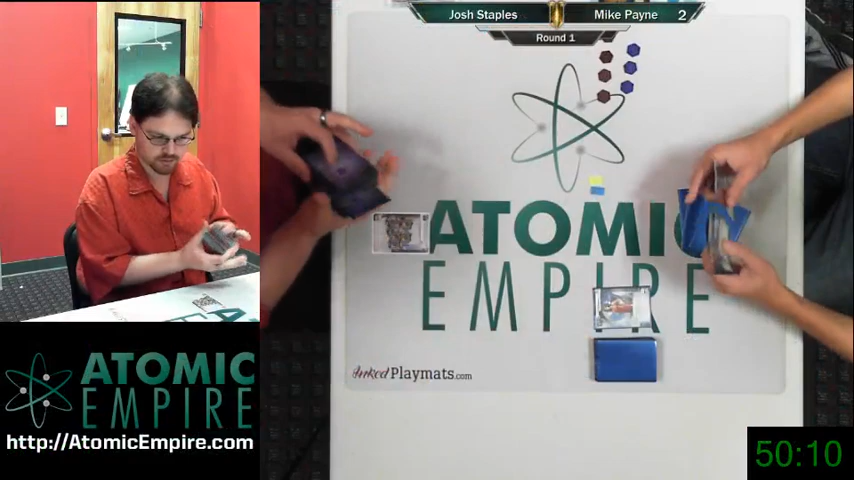 Josh Staples Mike Payne 2
Round 1
ATOMIC
EMPIRE
InkedPlaymats.com
ATOMIC
EMPIRE
http://AtomicEmpire.com
50:10